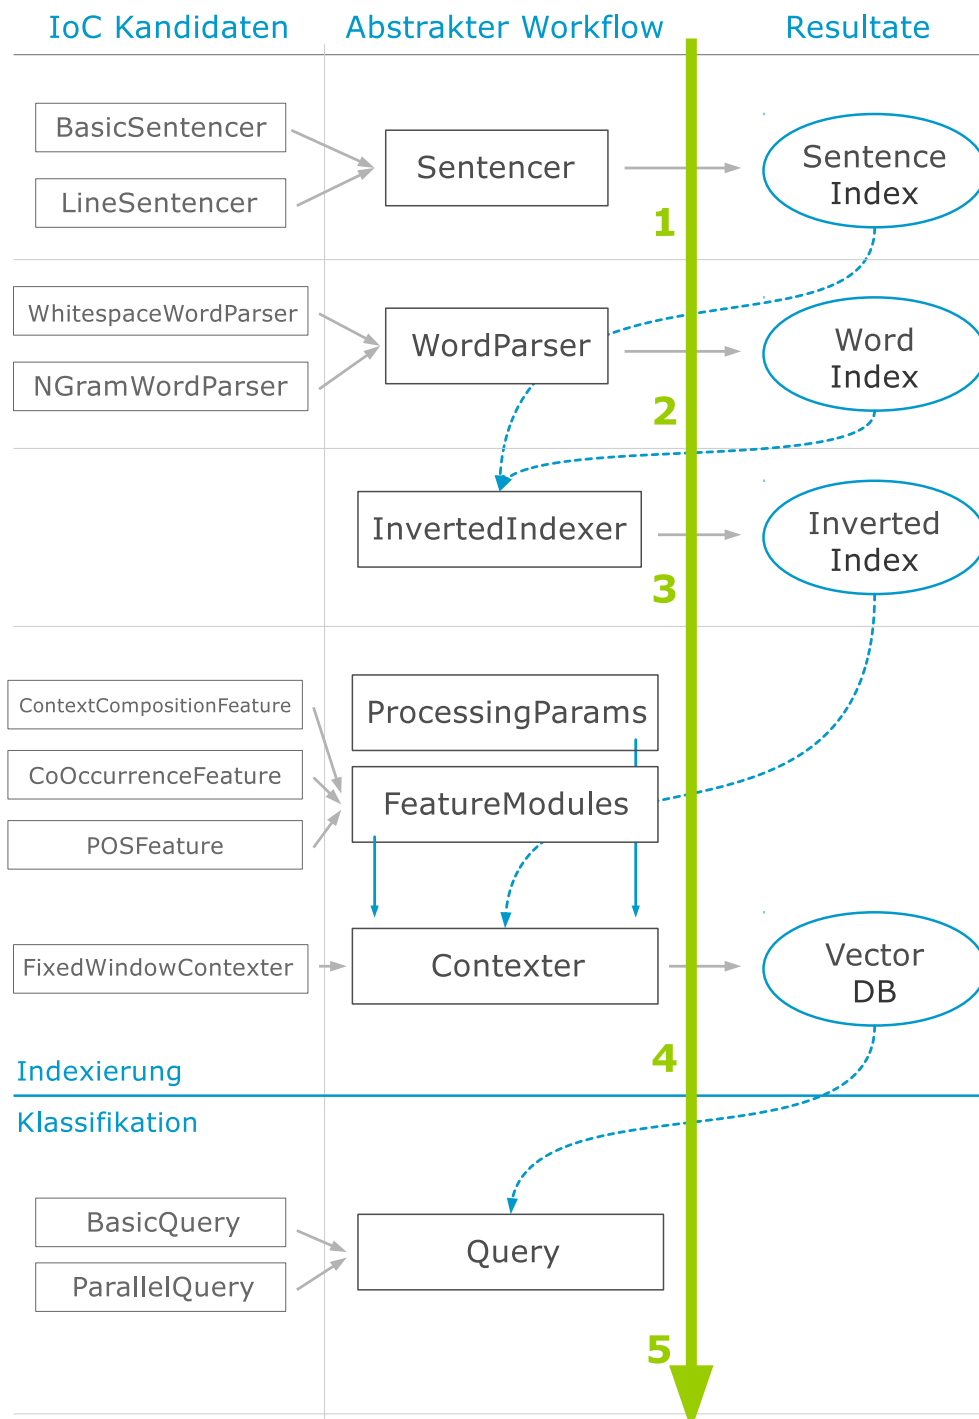 IoC Kandidaten
Abstrakter Workflow
Resultate
BasicSentencer
LineSentencer
Sentencer
Sentence
Index
1
WhitespaceWordParser
NGramWordParser
WordParser
Word
Index
2
InvertedIndexer
Inverted
Index
3
ContextCompositionFeature
CoOccurrenceFeature
POSFeature
ProcessingParams
FeatureModules
FixedWindowContexter
Contexter
Vector
DB
4
Indexierung
Klassifikation
BasicQuery
ParallelQuery
Query
5